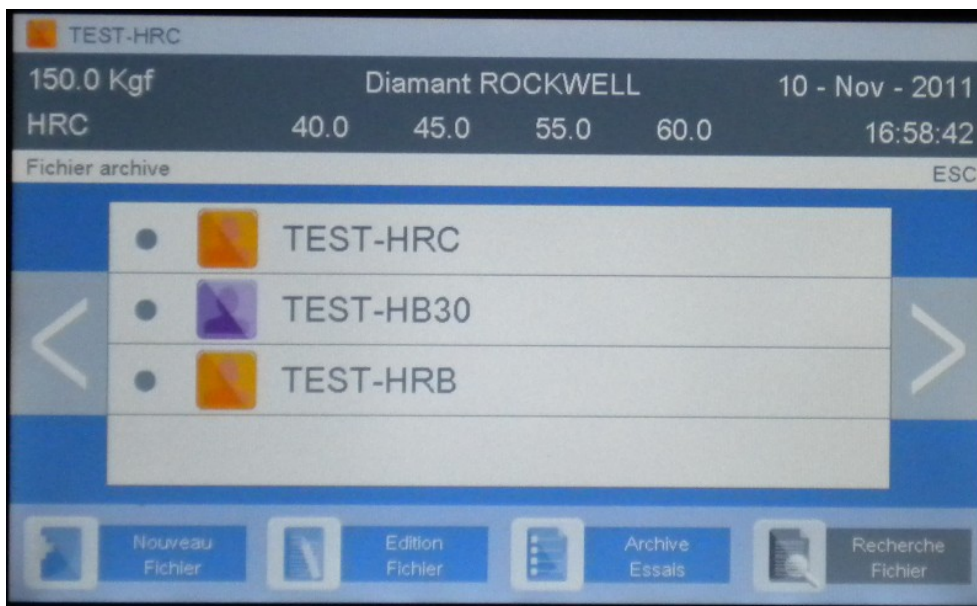 TEST-HRC
150.0 Kgf Diamant ROCKWELL 10 - Nov - 2011
HRC 40.0 45.0 55.0 60.0 16:58:42
Fichier archive ESC
TEST-HRC
TEST-HB30
TEST-HRB
Nouveau Fichier
Edition Fichier
Archive Essais
Recherche Fichier